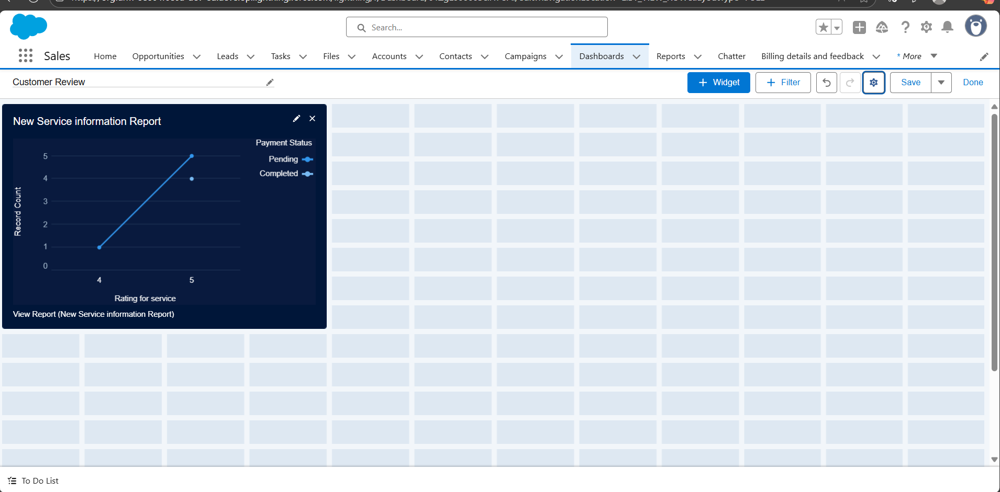 Search...
Sales
Home
Opportunities
Leads
Tasks
Files
Accounts
Contacts
Campaigns
Dashboards
Reports
Chatter
Billing details and feedback
* More
Customer Review
+ Widget
+ Filter
Save
Done
New Service information Report
Payment Status
Pending
Completed
Record Count
5
4
3
2
1
0
4
5
Rating for service
View Report (New Service information Report)
To Do List